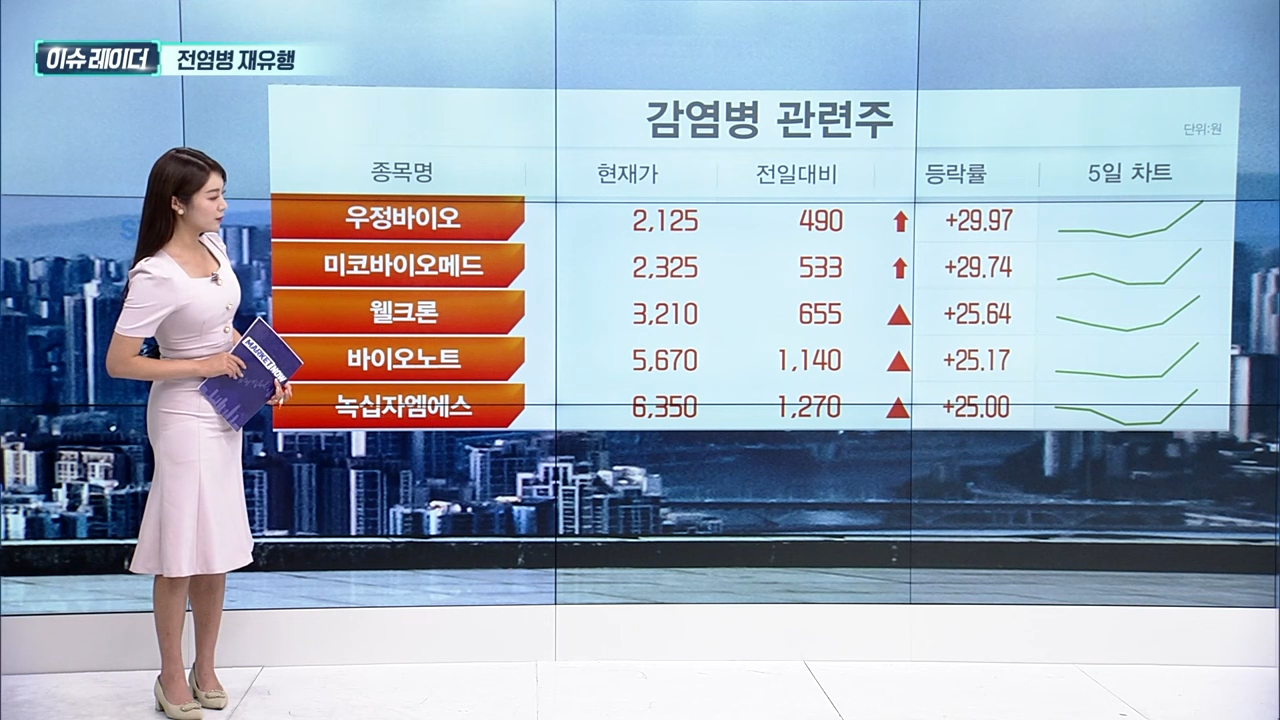 이슈 레이더 전염병 재유행
감염병 관련주
단위:원
종목명 현재가 전일대비 등락률 5일 차트
우정바이오 2,125 490 ⬆ +29.97
미코바이오메드 2,325 533 ⬆ +29.74
웰크론 3,210 655 ▲ +25.64
바이오노트 5,670 1,140 ▲ +25.17
녹십자엠에스 6,350 1,270 ▲ +25.00
MARKET NOW